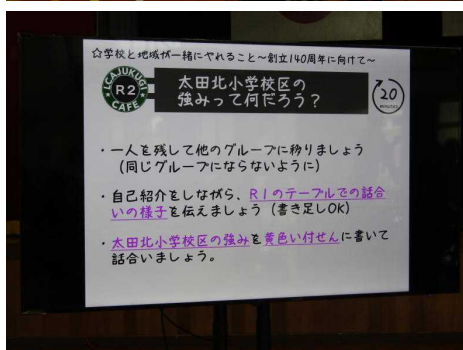 ☆学校と地域が一緒にやれること~創立140周年に向けて~
LCAJUKUGI
R2
CAFE
太田北小学校区の
強みって何だろう?
20
MINUTES
・一人を残して他のグループに移りましょう
(同じグループにならないように)
・自己紹介をしながら、R1のテーブルでの話合
いの様子を伝えましょう(書き足しOK)
・太田北小学校区の強みを黄色い付せんに書いて
話合いましょう。